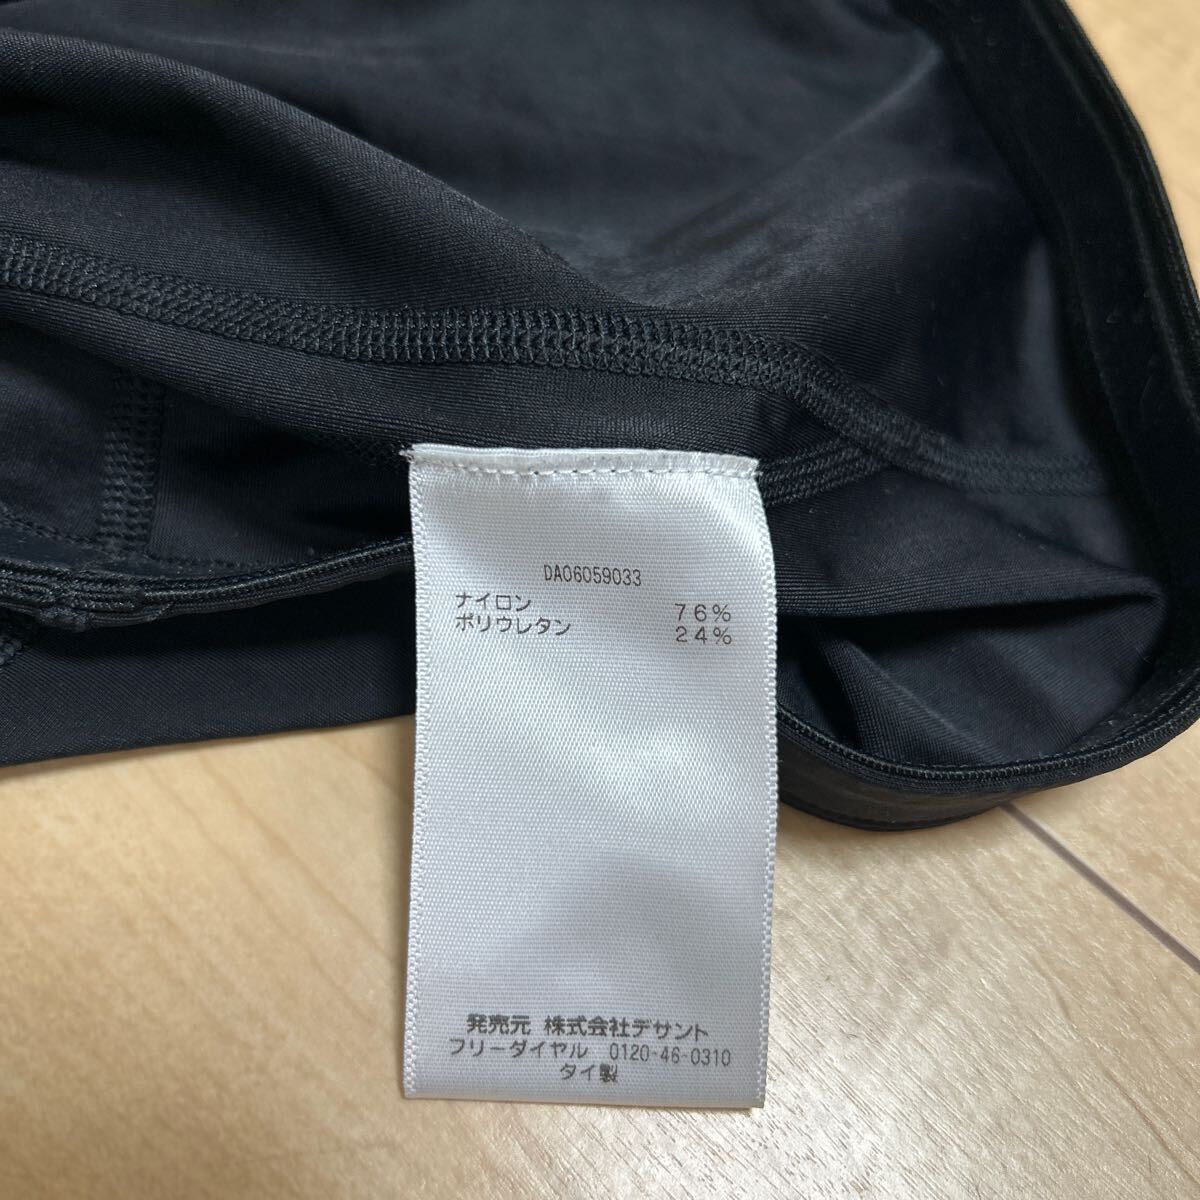 DA06059033
ナイロン 76%
ポリウレタン 24%
発売元 株式会社デサント
フリーダイヤル 0120-46-0310
タイ製